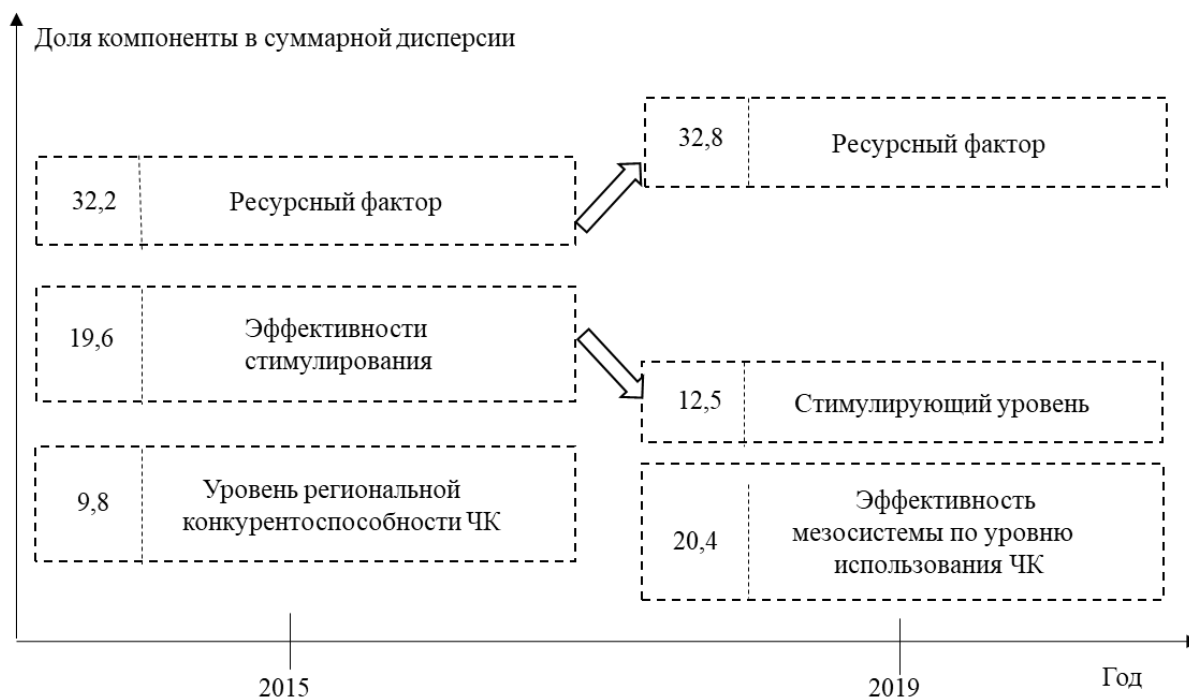 Доля компоненты в суммарной дисперсии
32,2
Ресурсный фактор
19,6
Эффективности
стимулирования
9,8
Уровень региональной
конкурентоспособности ЧК
32,8
Ресурсный фактор
12,5
Стимулирующий уровень
20,4
Эффективность
мезосистемы по уровню
использования ЧК
2015
2019
Год